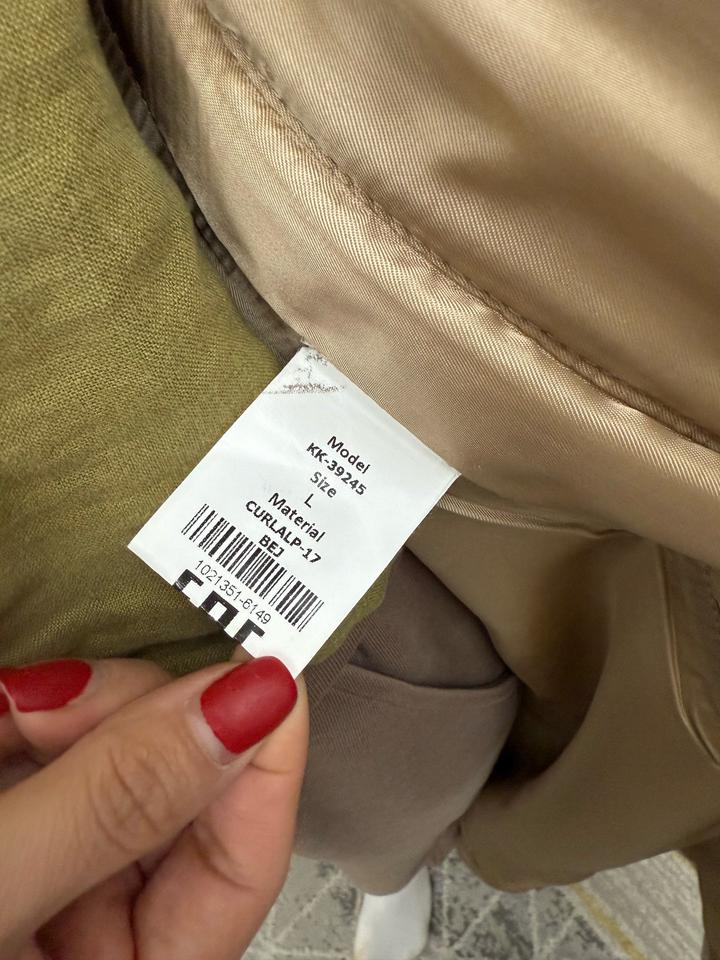 Model
KK-39245
Size
L
Material
CURLALP-17
BEJ
1021351-6149